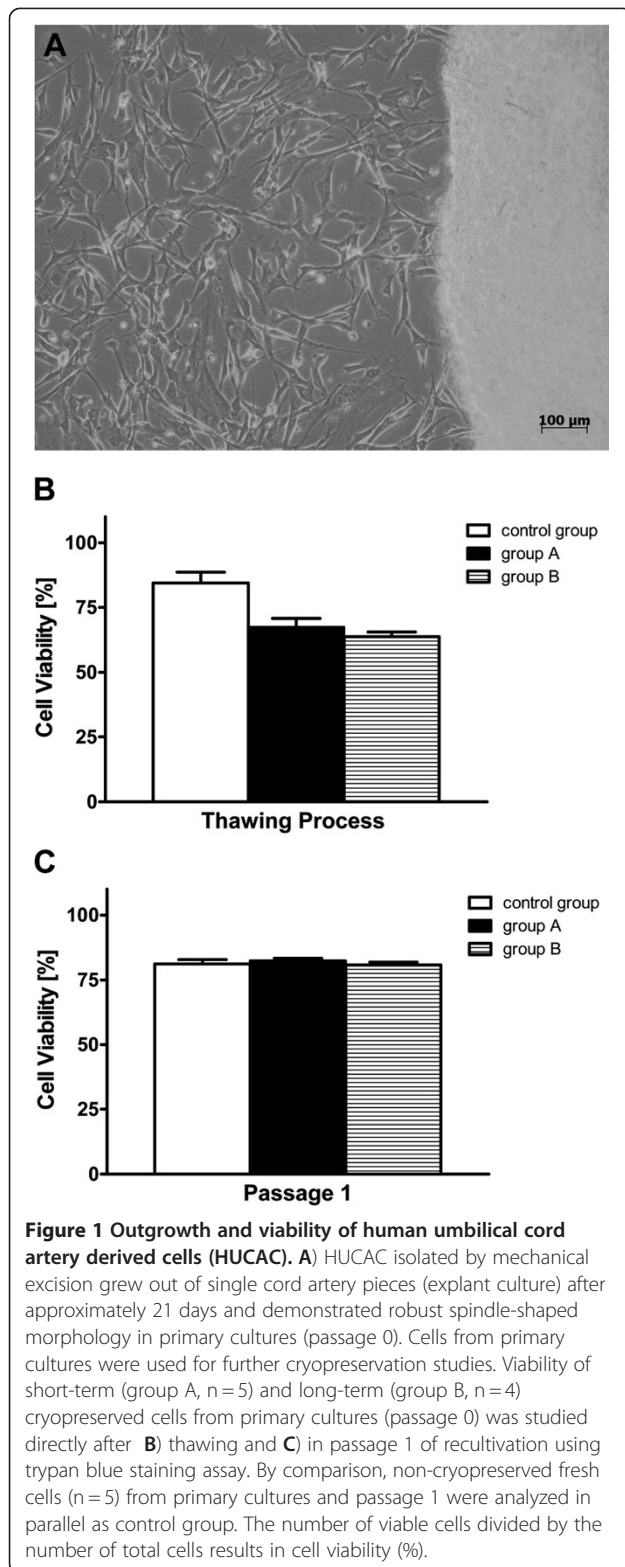 A
100 µm
B
Cell Viability [%]
100
75
50
25
0
control group
group A
group B
Thawing Process
C
Cell Viability [%]
100
75
50
25
0
control group
group A
group B
Passage 1
Figure 1 Outgrowth and viability of human umbilical cord
artery derived cells (HUCAC). A) HUCAC isolated by mechanical
excision grew out of single cord artery pieces (explant culture) after
approximately 21 days and demonstrated robust spindle-shaped
morphology in primary cultures (passage 0). Cells from primary
cultures were used for further cryopreservation studies. Viability of
short-term (group A, n = 5) and long-term (group B, n = 4)
cryopreserved cells from primary cultures (passage 0) was studied
directly after B) thawing and C) in passage 1 of recultivation using
trypan blue staining assay. By comparison, non-cryopreserved fresh
cells (n = 5) from primary cultures and passage 1 were analyzed in
parallel as control group. The number of viable cells divided by the
number of total cells results in cell viability (%).